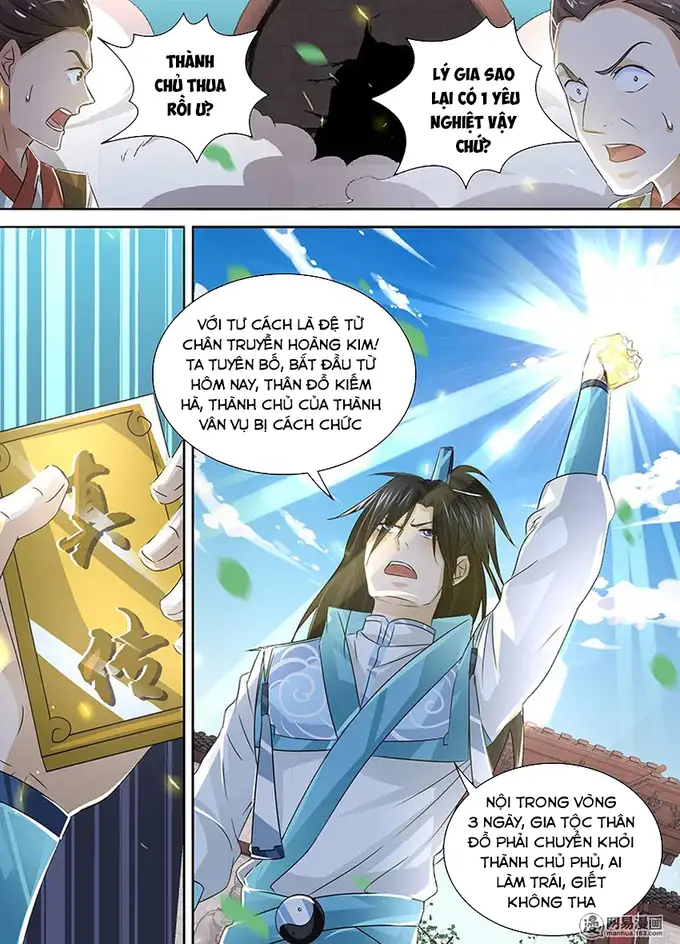 THÀNH
CHỦ THUA
RỒI Ư?
LÝ GIA SAO
LẠI CÓ 1 YÊU
NGHIỆT VẬY
CHỨ?
VỚI TƯ CÁCH LÀ ĐỆ TỬ
CHÂN TRUYỀN HOÀNG KIM!
TA TUYÊN BỐ, BẮT ĐẦU TỪ
HÔM NAY, THÂN ĐỒ KIẾM
HÀ, THÀNH CHỦ CỦA THÀNH
VÂN VỤ BỊ CÁCH CHỨC
真
传
NỘI TRONG VÒNG
3 NGÀY, GIA TỘC THÂN
ĐỒ PHẢI CHUYỂN KHỎI
THÀNH CHỦ PHỦ, AI
LÀM TRÁI, GIẾT
KHÔNG THA
网易漫画
manhua.163.com